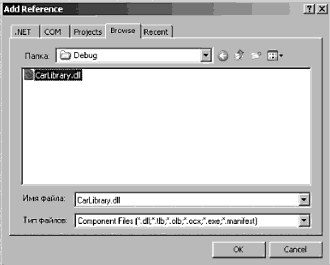 Add Reference
.NET COM Projects Browse Recent
Папка: Debug
CarLibrary.dll
Имя файла: CarLibrary.dll
Тип файлов: Component Files (*.dll;*.tlb;*.olb;*.ocx;*.exe;*.manifest)
OK Cancel